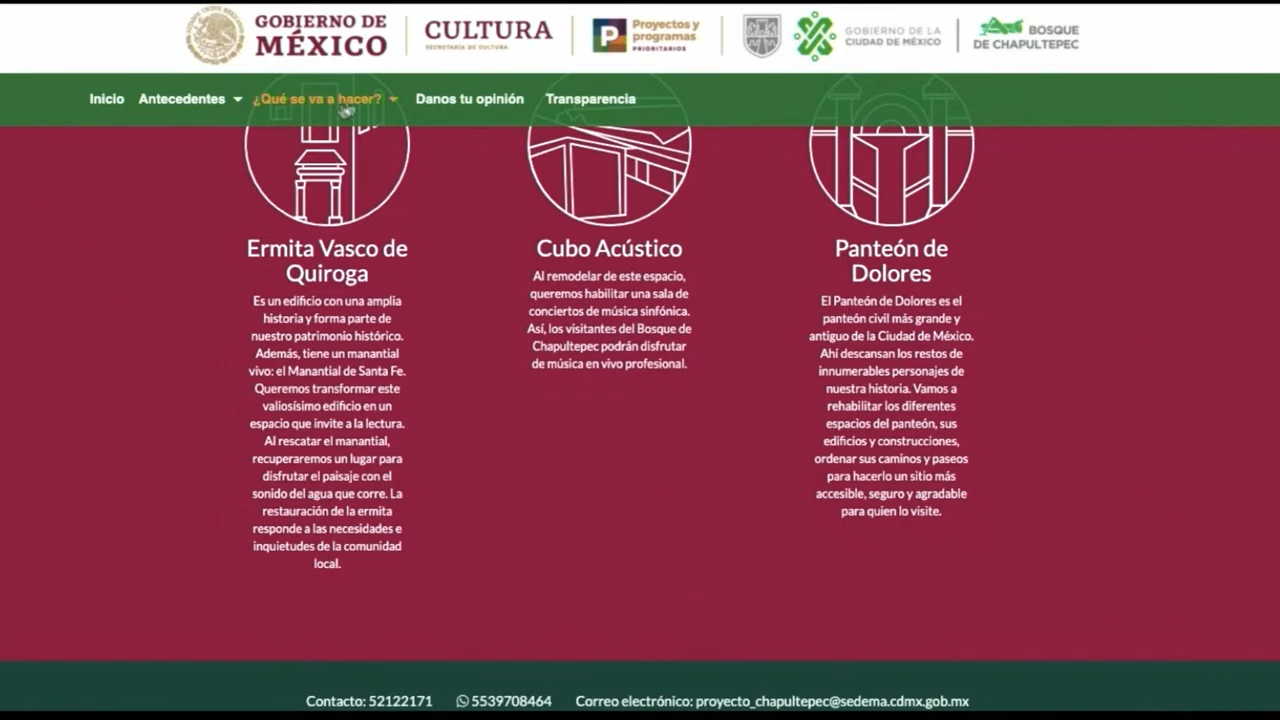 GOBIERNO DE
MÉXICO
CULTURA
SECRETARÍA DE CULTURA
P
Proyectos y
programas
PRIORITARIOS
GOBIERNO DE LA
CIUDAD DE MÉXICO
BOSQUE
DE CHAPULTEPEC
Inicio Antecedentes ¿Qué se va a hacer? Danos tu opinión Transparencia
Ermita Vasco de
Quiroga
Es un edificio con una amplia
historia y forma parte de
nuestro patrimonio histórico.
Además, tiene un manantial
vivo: el Manantial de Santa Fe.
Queremos transformar este
valiosísimo edificio en un
espacio que invite a la lectura.
Al rescatar el manantial,
recuperaremos un lugar para
disfrutar el paisaje con el
sonido del agua que corre. La
restauración de la ermita
responde a las necesidades e
inquietudes de la comunidad
local.
Cubo Acústico
Al remodelar de este espacio,
queremos habilitar una sala de
conciertos de música sinfónica.
Así, los visitantes del Bosque de
Chapultepec podrán disfrutar
de música en vivo profesional.
Panteón de
Dolores
El Panteón de Dolores es el
panteón civil más grande y
antiguo de la Ciudad de México.
Ahí descansan los restos de
innumerables personajes de
nuestra historia. Vamos a
rehabilitar los diferentes
espacios del panteón, sus
edificios y construcciones,
ordenar sus caminos y paseos
para hacerlo un sitio más
accesible, seguro y agradable
para quien lo visite.
Contacto: 52122171 5539708464 Correo electrónico: proyecto_chapultepec@sedema.cdmx.gob.mx